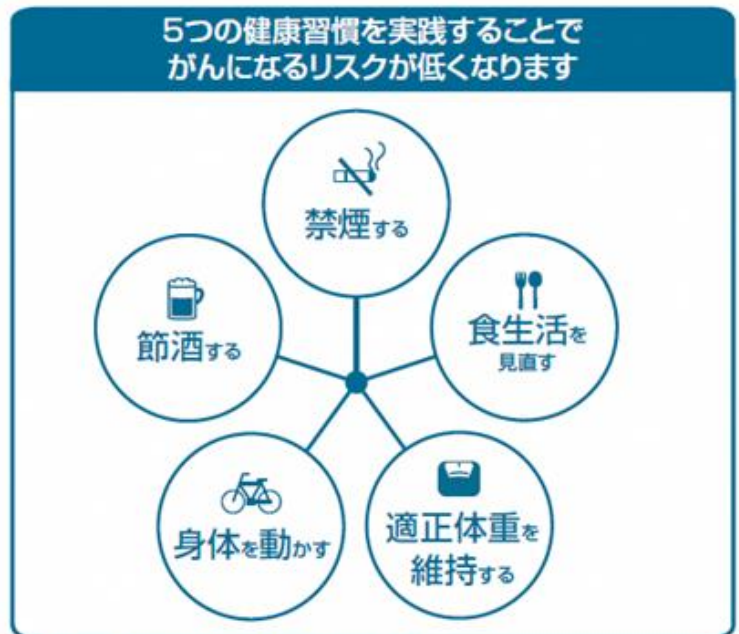 5つの健康習慣を実践することで
がんになるリスクが低くなります
禁煙する
節酒する
食生活を
見直す
身体を動かす
適正体重を
維持する